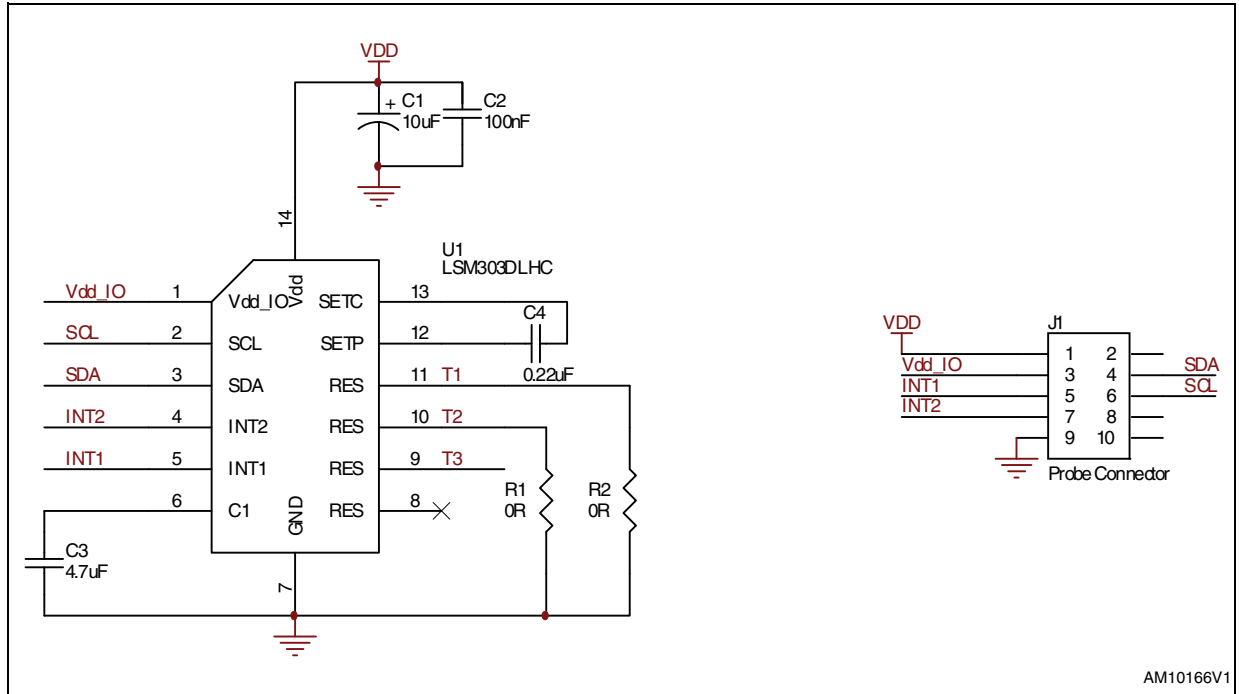 VDD
+ C1
10uF
C2
100nF
14
U1
LSM303DLHC
Vdd_IO 1 Vdd_IO Vdd SETC 13
C4
SCL 2 SCL SETP 12
0.22uF
SDA 3 SDA RES 11 T1
INT2 4 INT2 RES 10 T2
INT1 5 INT1 RES 9 T3
6 C1 GND RES 8
R1
0R
R2
0R
C3
4.7uF
7
VDD
J1
1 2
Vdd_IO 3 4 SDA
INT1 5 6 SCL
INT2 7 8
9 10
Probe Connector
AM10166V1